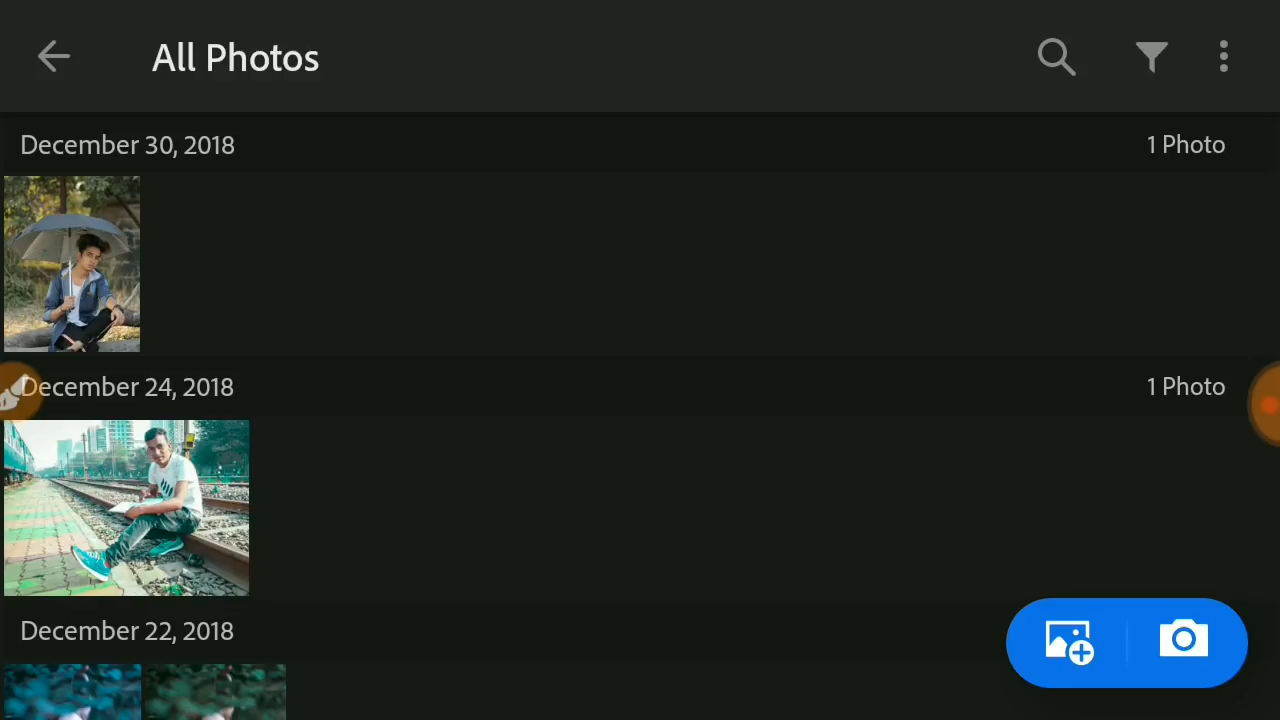 All Photos
December 30, 2018
1 Photo
December 24, 2018
1 Photo
December 22, 2018